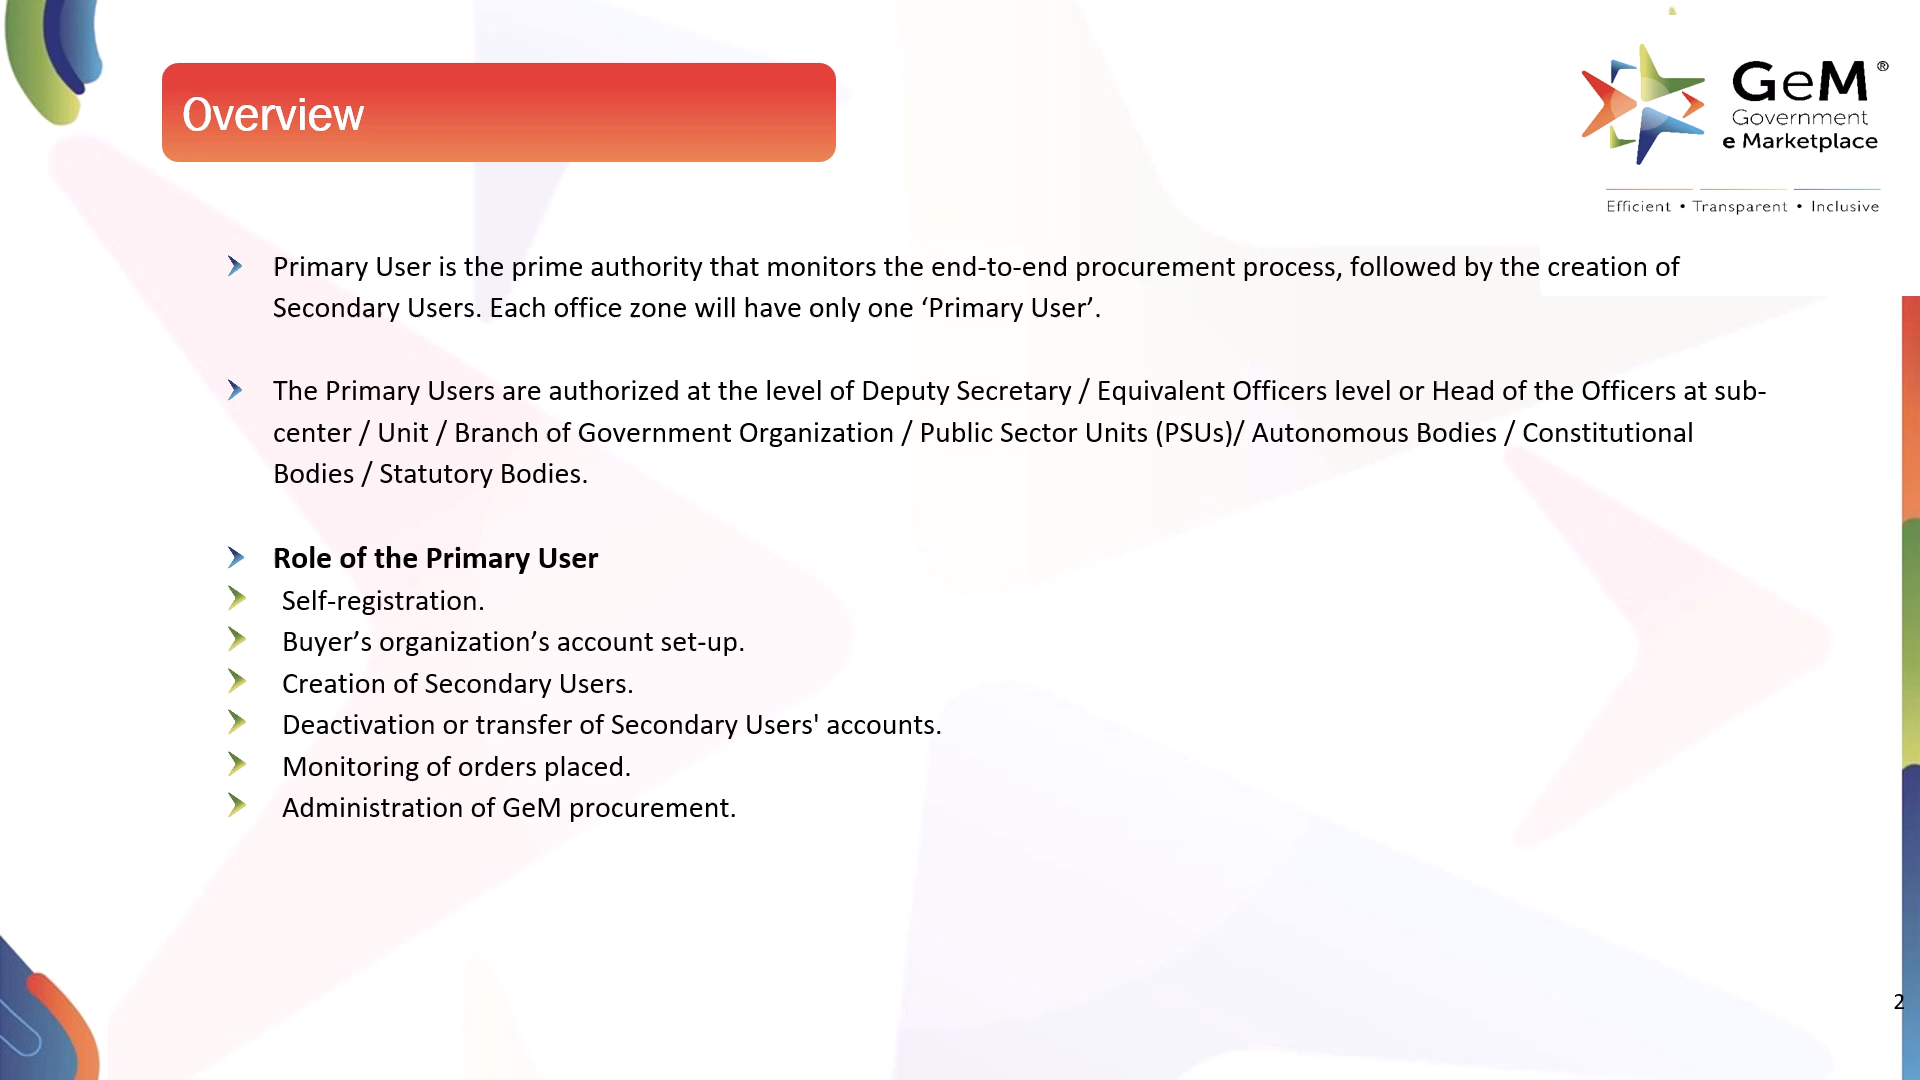 Overview
GeM®
Government
e Marketplace
Efficient • Transparent • Inclusive
Primary User is the prime authority that monitors the end-to-end procurement process, followed by the creation of
Secondary Users. Each office zone will have only one ‘Primary User’.
The Primary Users are authorized at the level of Deputy Secretary / Equivalent Officers level or Head of the Officers at sub-
center / Unit / Branch of Government Organization / Public Sector Units (PSUs)/ Autonomous Bodies / Constitutional
Bodies / Statutory Bodies.
Role of the Primary User
Self-registration.
Buyer’s organization’s account set-up.
Creation of Secondary Users.
Deactivation or transfer of Secondary Users' accounts.
Monitoring of orders placed.
Administration of GeM procurement.
2